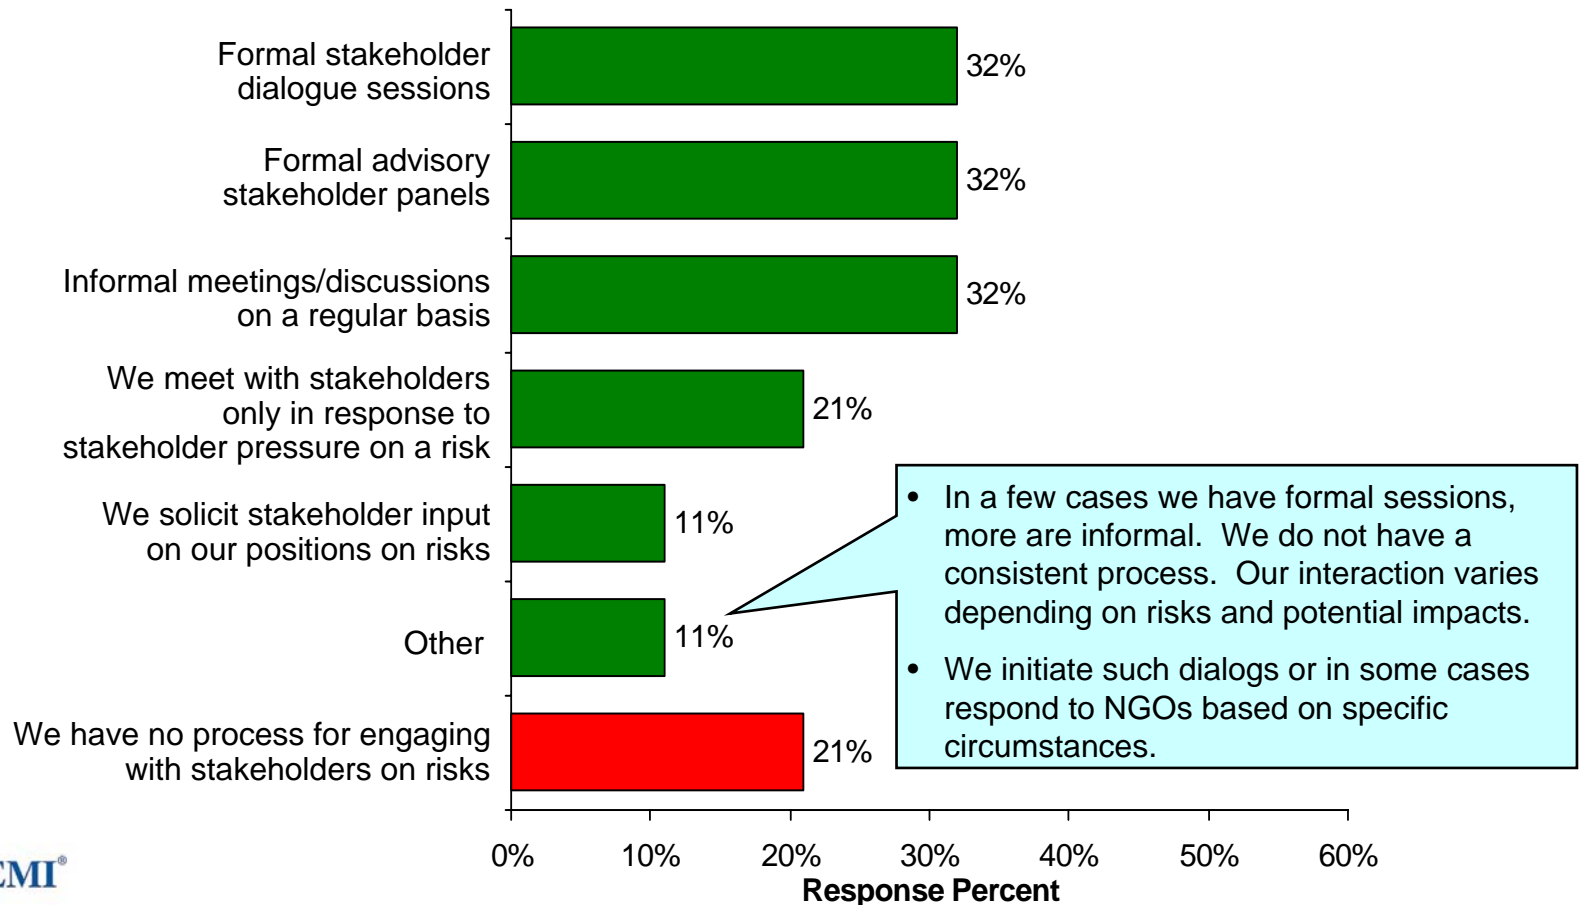 Formal stakeholder
dialogue sessions
32%
Formal advisory
stakeholder panels
32%
Informal meetings/discussions
on a regular basis
32%
We meet with stakeholders
only in response to
stakeholder pressure on a risk
21%
We solicit stakeholder input
on our positions on risks
11%
Other
11%
• In a few cases we have formal sessions,
more are informal. We do not have a
consistent process. Our interaction varies
depending on risks and potential impacts.
• We initiate such dialogs or in some cases
respond to NGOs based on specific
circumstances.
We have no process for engaging
with stakeholders on risks
21%
0% 10% 20% 30% 40% 50% 60%
Response Percent